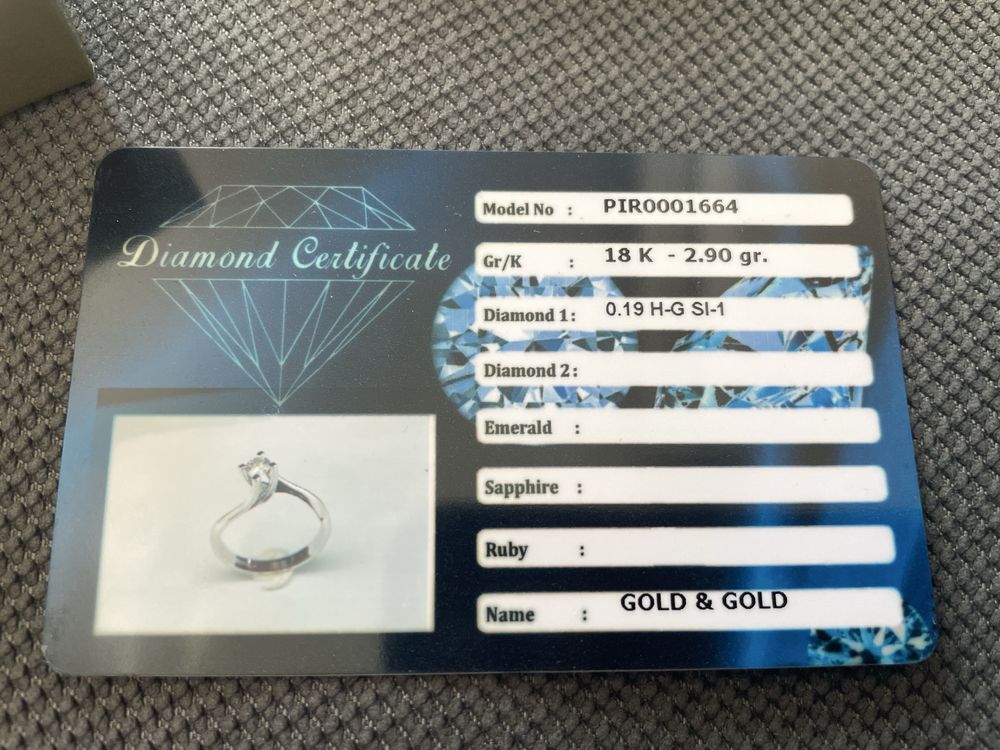 Diamond Certificate
Model No : PIR0001664
Gr/K : 18 K - 2.90 gr.
Diamond 1: 0.19 H-G SI-1
Diamond 2:
Emerald :
Sapphire :
Ruby :
Name : GOLD & GOLD